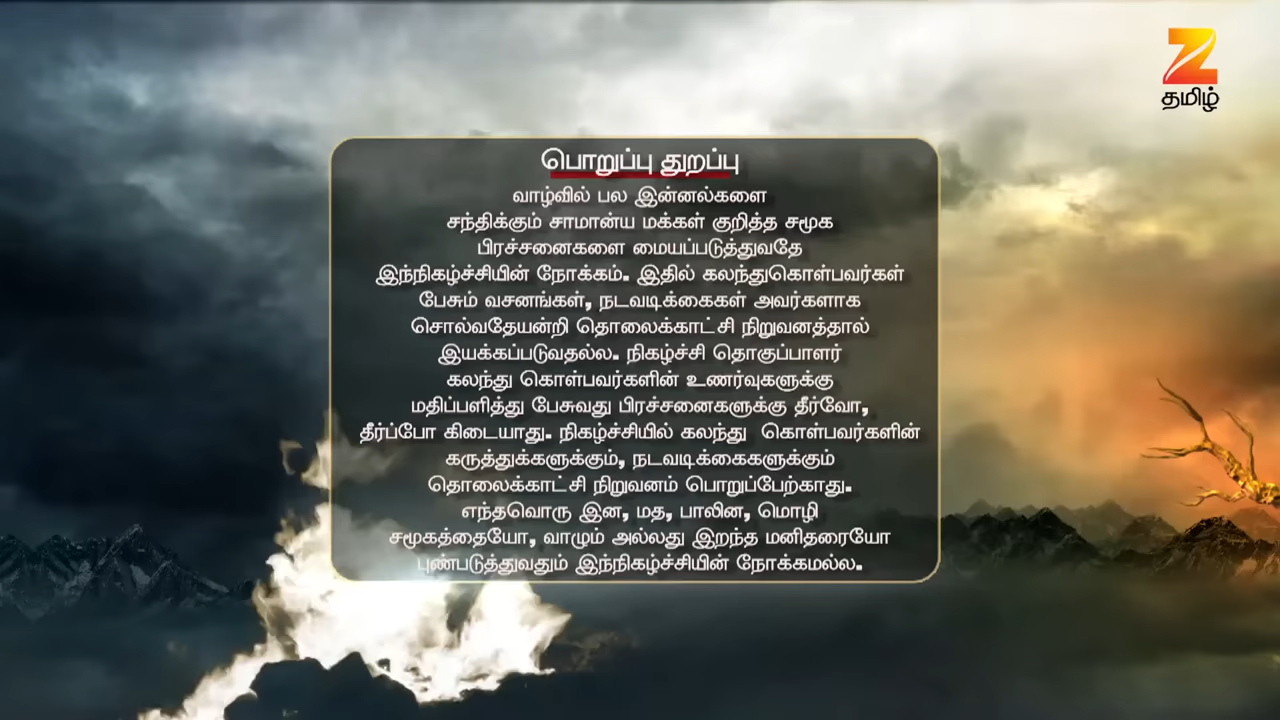 Z
தமிழ்
பொறுப்பு துறப்பு
வாழ்வில் பல இன்னல்களை
சந்திக்கும் சாமான்ய மக்கள் குறித்த சமூக
பிரச்சனைகளை மையப்படுத்துவதே
இந்நிகழ்ச்சியின் நோக்கம். இதில் கலந்துகொள்பவர்கள்
பேசும் வசனங்கள், நடவடிக்கைகள் அவர்களாக
சொல்வதேயன்றி தொலைக்காட்சி நிறுவனத்தால்
இயக்கப்படுவதல்ல. நிகழ்ச்சி தொகுப்பாளர்
கலந்து கொள்பவர்களின் உணர்வுகளுக்கு
மதிப்பளித்து பேசுவது பிரச்சனைகளுக்கு தீர்வோ,
தீர்ப்போ கிடையாது. நிகழ்ச்சியில் கலந்து கொள்பவர்களின்
கருத்துக்களுக்கும், நடவடிக்கைகளுக்கும்
தொலைக்காட்சி நிறுவனம் பொறுப்பேற்காது.
எந்தவொரு இன, மத, பாலின, மொழி
சமூகத்தையோ, வாழும் அல்லது இறந்த மனிதரையோ
புண்படுத்துவதும் இந்நிகழ்ச்சியின் நோக்கமல்ல.